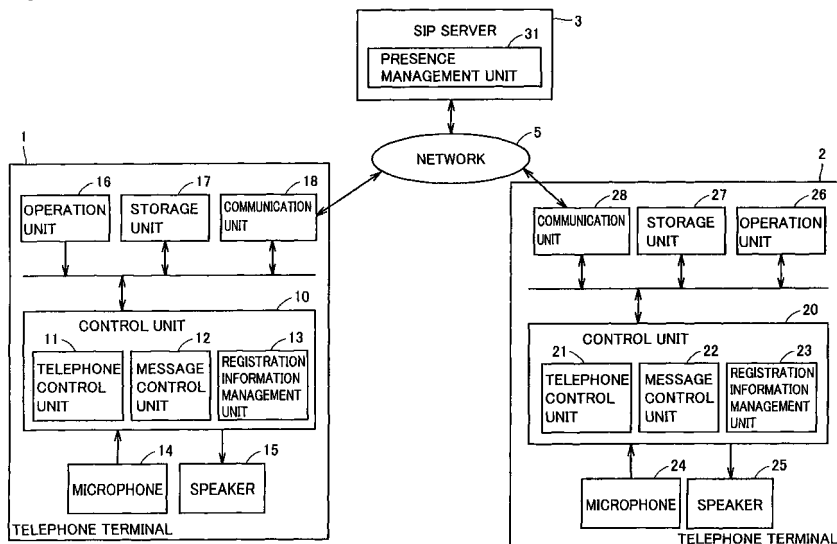 3
SIP SERVER
31
PRESENCE
MANAGEMENT UNIT
5
NETWORK
1
16
17
18
OPERATION
UNIT
STORAGE
UNIT
COMMUNICATION
UNIT
10
CONTROL UNIT
11
12
13
TELEPHONE
CONTROL
UNIT
MESSAGE
CONTROL
UNIT
REGISTRATION
INFORMATION
MANAGEMENT
UNIT
14
15
MICROPHONE
SPEAKER
TELEPHONE TERMINAL
2
28
27
26
COMMUNICATION
UNIT
STORAGE
UNIT
OPERATION
UNIT
20
CONTROL UNIT
21
22
23
TELEPHONE
CONTROL
UNIT
MESSAGE
CONTROL
UNIT
REGISTRATION
INFORMATION
MANAGEMENT
UNIT
24
25
MICROPHONE
SPEAKER
TELEPHONE TERMINAL